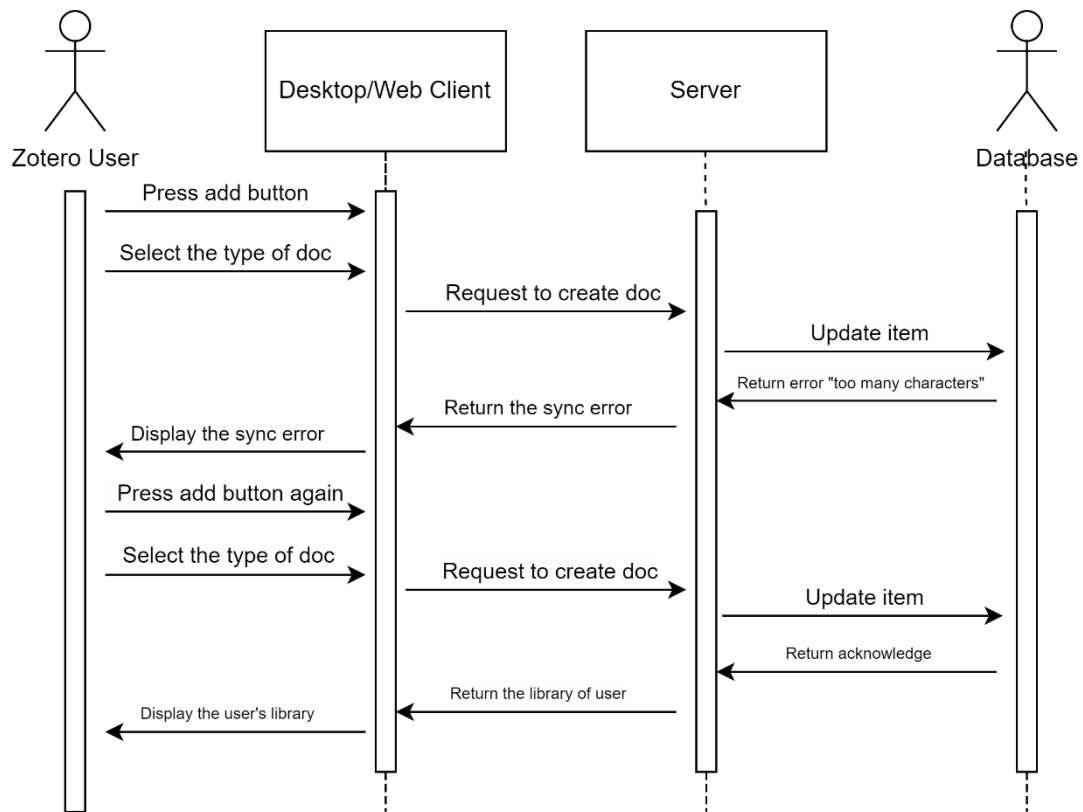 Desktop/Web Client
Server
Zotero User
Database
Press add button
Select the type of doc
Request to create doc
Update item
Return error "too many characters"
Return the sync error
Display the sync error
Press add button again
Select the type of doc
Request to create doc
Update item
Return acknowledge
Return the library of user
Display the user's library